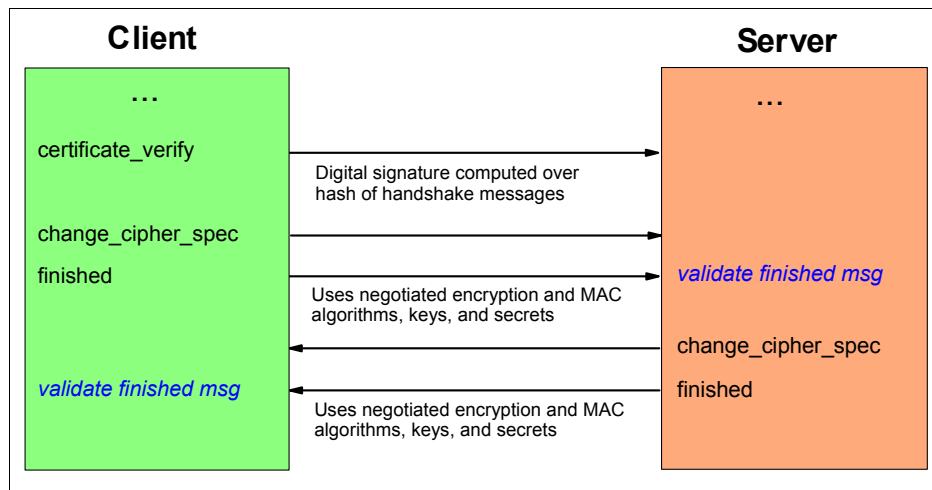 Client
Server
...
...
certificate_verify
Digital signature computed over
hash of handshake messages
change_cipher_spec
finished
validate finished msg
Uses negotiated encryption and MAC
algorithms, keys, and secrets
change_cipher_spec
validate finished msg
finished
Uses negotiated encryption and MAC
algorithms, keys, and secrets